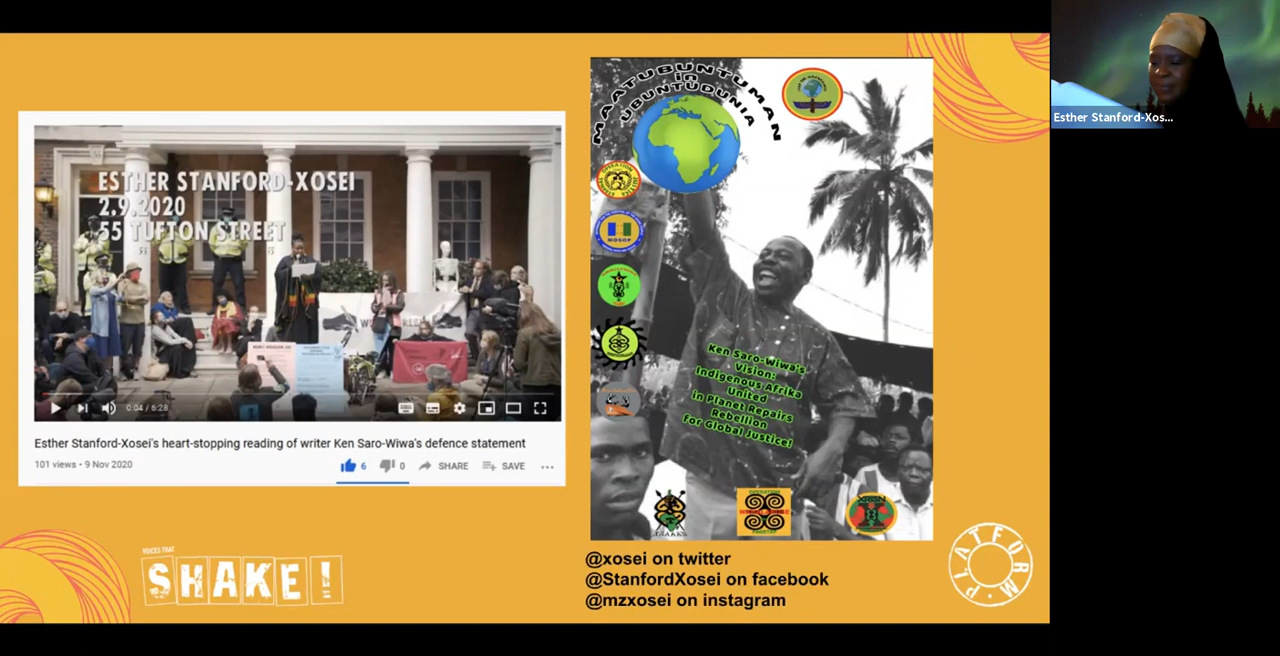 ESTHER STANFORD-XOSEI
2.9.2020
55 TUFTON STREET
0:04 / 6:28
Esther Stanford-Xosei's heart-stopping reading of writer Ken Saro-Wiwa's defence statement
101 views • 9 Nov 2020
6
0
SHARE
SAVE
MAATUBUNTUMAN
in
UBUNTUDUNIA
MOSOP
Ken Saro-Wiwa's
Vision:
Indigenous Afrika
United
in Planet Repairs
Rebellion
For Global Justice!
XRISN
@xosei on twitter
@StanfordXosei on facebook
@mzxosei on instagram
VOICES THAT
SHAKE!
PLATFORM
Esther Stanford-Xos...